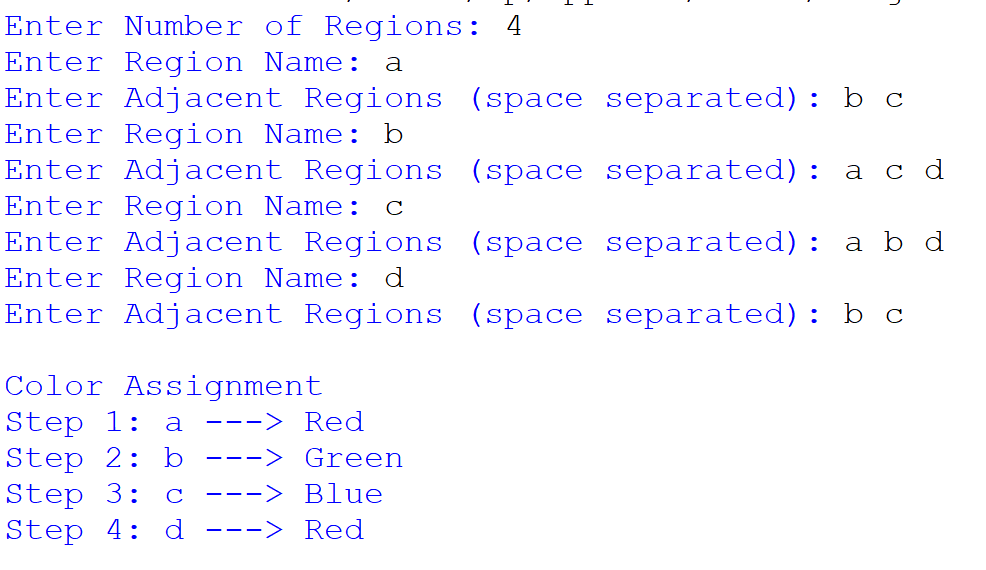 Enter Number of Regions: 4
Enter Region Name: a
Enter Adjacent Regions (space separated): b c
Enter Region Name: b
Enter Adjacent Regions (space separated): a c d
Enter Region Name: c
Enter Adjacent Regions (space separated): a b d
Enter Region Name: d
Enter Adjacent Regions (space separated): b c
Color Assignment
Step 1: a ---> Red
Step 2: b ---> Green
Step 3: c ---> Blue
Step 4: d ---> Red